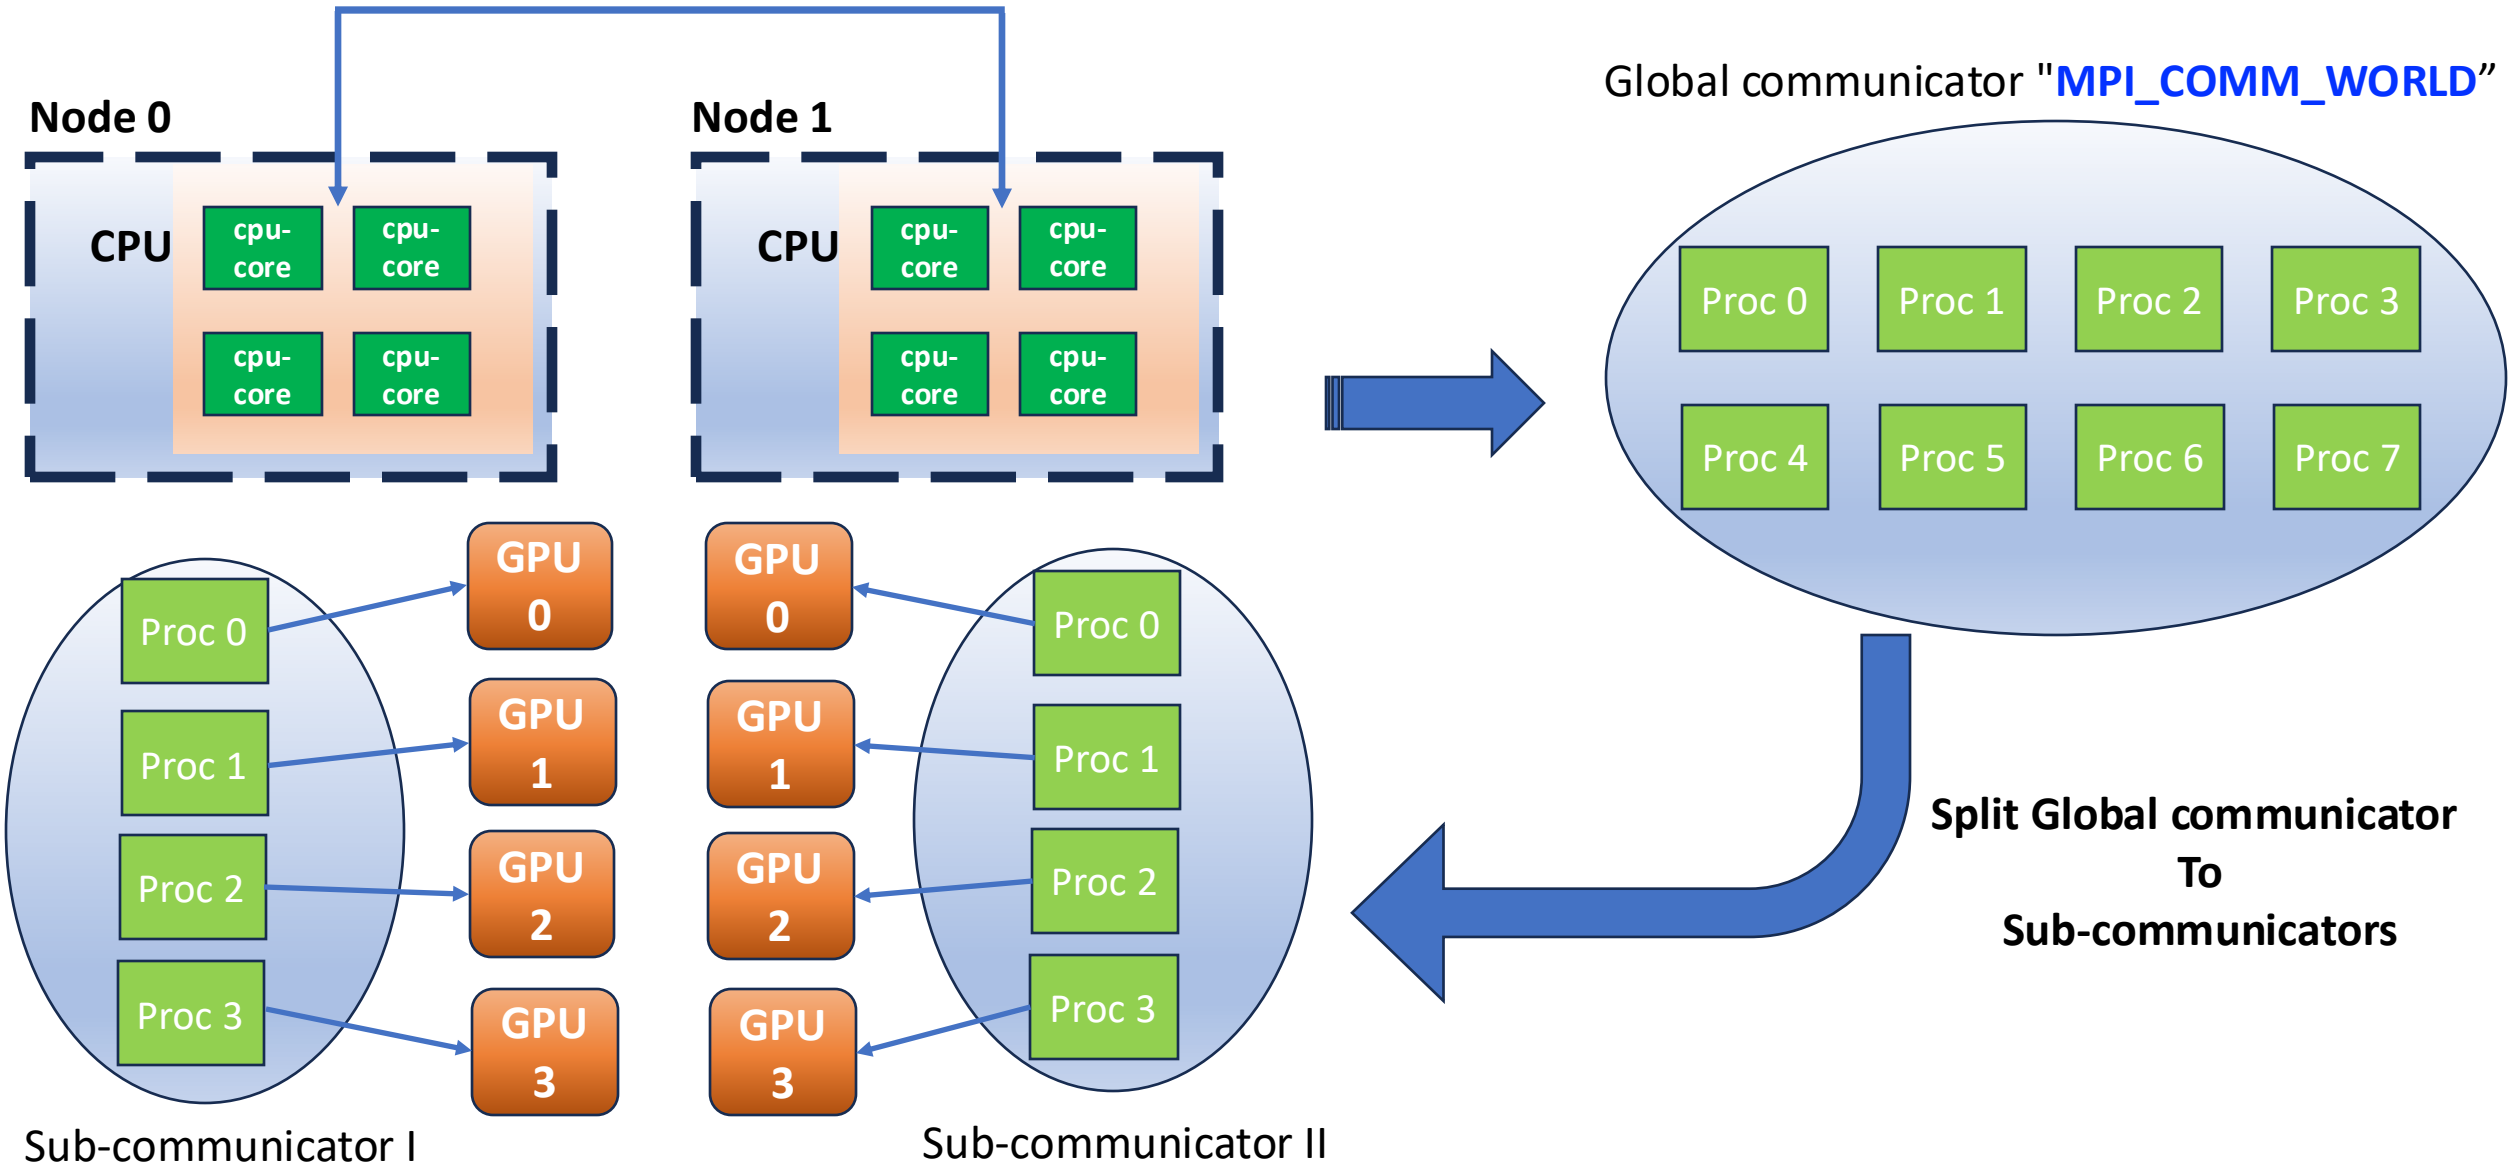 Global communicator "MPI_COMM_WORLD”
Node 0
Node 1
CPU
cpu-
core
cpu-
core
cpu-
core
cpu-
core
CPU
cpu-
core
cpu-
core
cpu-
core
cpu-
core
Proc 0
Proc 1
Proc 2
Proc 3
Proc 4
Proc 5
Proc 6
Proc 7
Proc 0
Proc 1
Proc 2
Proc 3
GPU
0
GPU
1
GPU
2
GPU
3
GPU
0
GPU
1
GPU
2
GPU
3
Proc 0
Proc 1
Proc 2
Proc 3
Split Global communicator
To
Sub-communicators
Sub-communicator I
Sub-communicator II